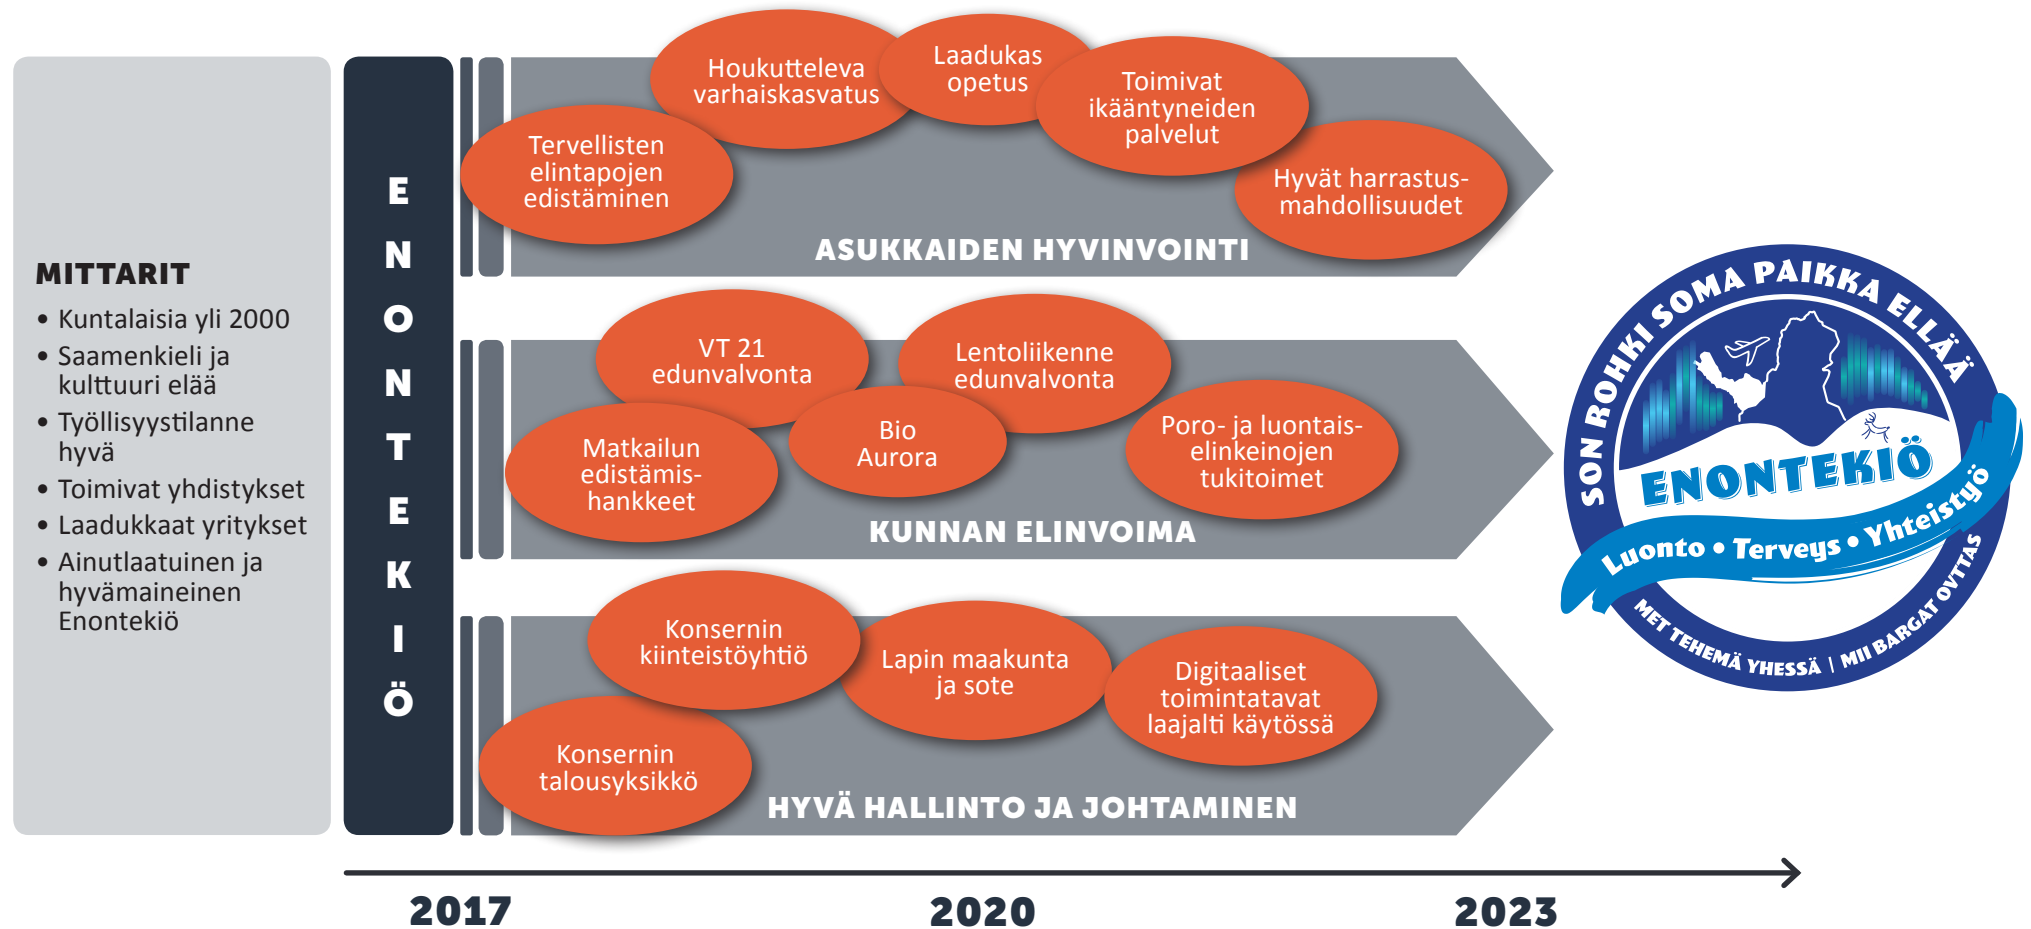 MITTARIT
• Kuntalaisia yli 2000
• Saamenkieli ja
kulttuuri elää
• Työllisyystilanne
hyvä
• Toimivat yhdistykset
• Laadukkaat yritykset
• Ainutlaatuinen ja
hyvämaineinen
Enontekiö
ENONTEKIÖ
Tervellisten
elintapojen
edistäminen
Houkutteleva
varhaiskasvatus
Laadukas
opetus
Toimivat
ikääntyneiden
palvelut
Hyvät harrastus-
mahdollisuudet
ASUKKAIDEN HYVINVOINTI
Matkailun
edistämis-
hankkeet
VT 21
edunvalvonta
Bio
Aurora
Lentoliikenne
edunvalvonta
Poro- ja luontais-
elinkeinojen
tukitoimet
KUNNAN ELINVOIMA
Konsernin
talousyksikkö
Konsernin
kiinteistöyhtiö
Lapin maakunta
ja sote
Digitaaliset
toimintatavat
laajalti käytössä
HYVÄ HALLINTO JA JOHTAMINEN
SON ROHKI SOMA PAIKKA ELLÄÄ
ENONTEKIÖ
Luonto • Terveys • Yhteistyö
MET TEHEMÄ YHESSÄ | MII BARGAT OVTTAS
2017
2020
2023